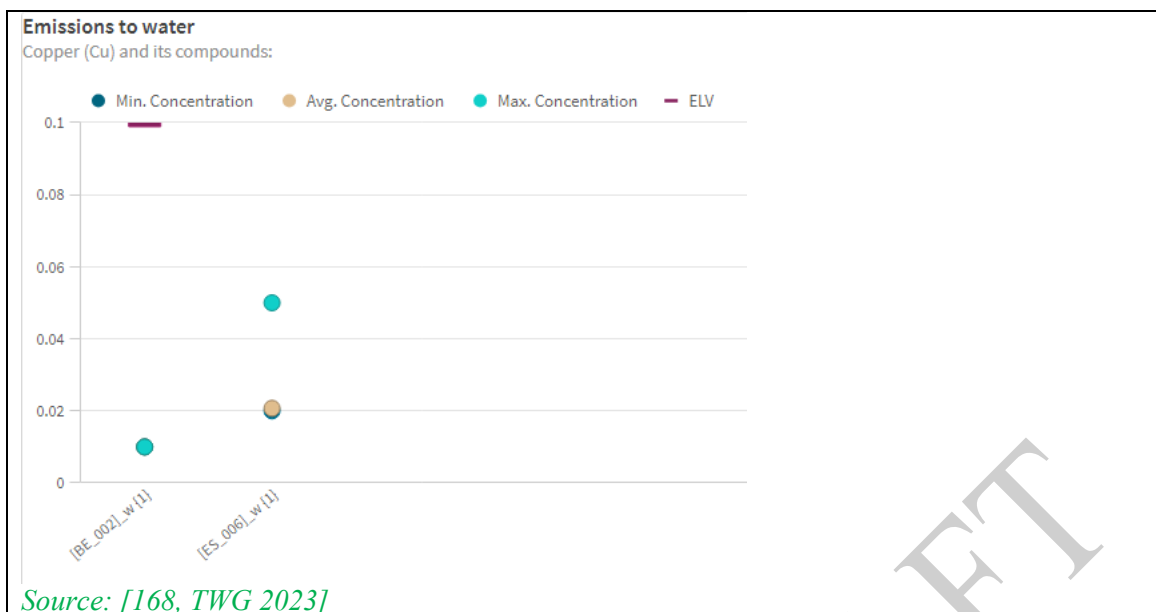 Emissions to water
Copper (Cu) and its compounds:
Min. Concentration Avg. Concentration Max. Concentration ELV
0.1
0.08
0.06
0.04
0.02
0
[BE_002]_w{1} [ES_006]_w{1}
Source: [168, TWG 2023]
FT